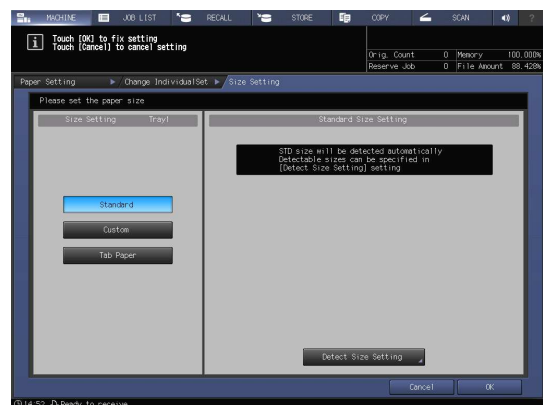 MACHINE JOB LIST RECALL STORE COPY SCAN ?
Touch [OK] to fix setting
Touch [Cancel] to cancel setting
Orig. Count 0 Memory 100.000%
Reserve Job 0 File Amount 88.428%
Paper Setting Change IndividualSet Size Setting
Please set the paper size
Size Setting Tray1 Standard Size Setting
STD size will be detected automatically
Detectable sizes can be specified in
[Detect Size Setting] setting
Standard
Custom
Tab Paper
Detect Size Setting
Cancel OK
14:52 Ready to receive